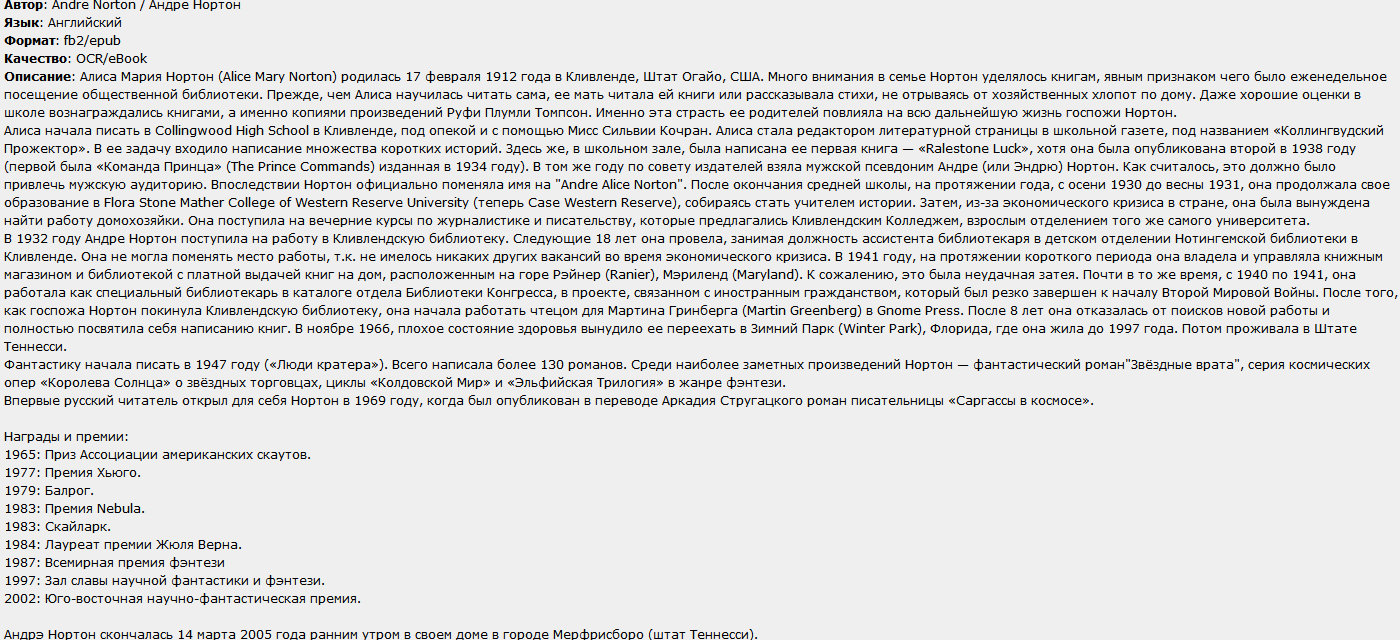 Автор: Andre Norton / Андре Нортон
Язык: Английский
Формат: fb2/epub
Качество: OCR/eBook
Описание: Алиса Мария Нортон (Alice Mary Norton) родилась 17 февраля 1912 года в Кливленде, Штат Огайо, США. Много внимания в семье Нортон уделялось книгам, явным признаком чего было еженедельное
посещение общественной библиотеки. Прежде, чем Алиса научилась читать сама, ее мать читала ей книги или рассказывала стихи, не отрываясь от хозяйственных хлопот по дому. Даже хорошие оценки в
школе вознаграждались книгами, а именно копиями произведений Руфи Плумли Томпсон. Именно эта страсть ее родителей повлияла на всю дальнейшую жизнь госпожи Нортон.
Алиса начала писать в Collingwood High School в Кливленде, под опекой и с помощью Мисс Сильвии Кочран. Алиса стала редактором литературной страницы в школьной газете, под названием «Коллингвудский
Прожектор». В ее задачу входило написание множества коротких историй. Здесь же, в школьном зале, была написана ее первая книга — «Ralestone Luck», хотя она была опубликована второй в 1938 году
(первой была «Команда Принца» (The Prince Commands) изданная в 1934 году). В том же году по совету издателей взяла мужской псевдоним Андре (или Эндрю) Нортон. Как считалось, это должно было
привлечь мужскую аудиторию. Впоследствии Нортон официально поменяла имя на "Andre Alice Norton". После окончания средней школы, на протяжении года, с осени 1930 до весны 1931, она продолжала свое
образование в Flora Stone Mather College of Western Reserve University (теперь Case Western Reserve), собираясь стать учителем истории. Затем, из-за экономического кризиса в стране, она была вынуждена
найти работу домохозяйки. Она поступила на вечерние курсы по журналистике и писательству, которые предлагались Кливлендским Колледжем, взрослым отделением того же самого университета.
В 1932 году Андре Нортон поступила на работу в Кливлендскую библиотеку. Следующие 18 лет она провела, занимая должность ассистента библиотекаря в детском отделении Нотингемской библиотеки в
Кливленде. Она не могла поменять место работы, т.к. не имелось никаких других вакансий во время экономического кризиса. В 1941 году, на протяжении короткого периода она владела и управляла книжным
магазином и библиотекой с платной выдачей книг на дом, расположенным на горе Рэйнер (Ranier), Мэриленд (Maryland). К сожалению, это была неудачная затея. Почти в то же время, с 1940 по 1941, она
работала как специальный библиотекарь в каталоге отдела Библиотеки Конгресса, в проекте, связанном с иностранным гражданством, который был резко завершен к началу Второй Мировой Войны. После того,
как госпожа Нортон покинула Кливлендскую библиотеку, она начала работать чтецом для Мартина Гринберга (Martin Greenberg) в Gnome Press. После 8 лет она отказалась от поисков новой работы и
полностью посвятила себя написанию книг. В ноябре 1966, плохое состояние здоровья вынудило ее переехать в Зимний Парк (Winter Park), Флорида, где она жила до 1997 года. Потом проживала в Штате
Теннесси.
Фантастику начала писать в 1947 году («Люди кратера»). Всего написала более 130 романов. Среди наиболее заметных произведений Нортон — фантастический роман"Звёздные врата", серия космических
опер «Королева Солнца» о звёздных торговцах, циклы «Колдовской Мир» и «Эльфийская Трилогия» в жанре фэнтези.
Впервые русский читатель открыл для себя Нортон в 1969 году, когда был опубликован в переводе Аркадия Стругацкого роман писательницы «Саргассы в космосе».
Награды и премии:
1965: Приз Ассоциации американских скаутов.
1977: Премия Хьюго.
1979: Балрог.
1983: Премия Nebula.
1983: Скайларк.
1984: Лауреат премии Жюля Верна.
1987: Всемирная премия фэнтези
1997: Зал славы научной фантастики и фэнтези.
2002: Юго-восточная научно-фантастическая премия.
Андрэ Нортон скончалась 14 марта 2005 года ранним утром в своем доме в городе Мерфрисборо (штат Теннесси).